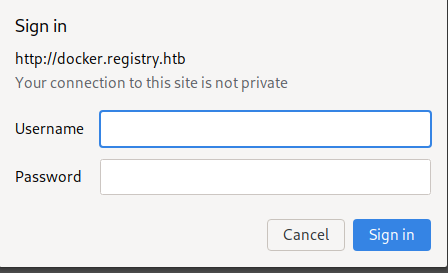 Sign in
http://docker.registry.htb
Your connection to this site is not private
Username
Password
Cancel Sign in